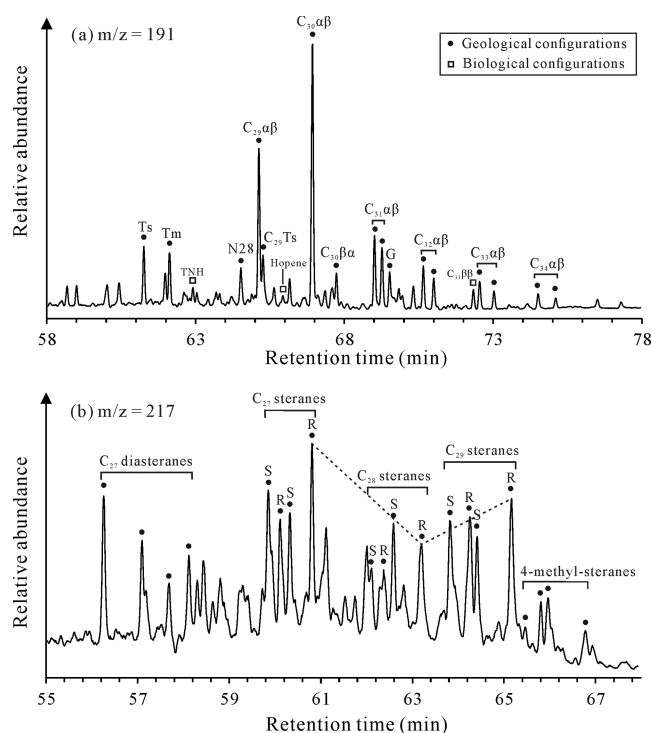 (a) m/z = 191
C₃₀αβ
Geological configurations
Biological configurations
Relative abundance
C₂₉αβ
Ts
Tm
TNH
N28
C₂₉Ts
Hopene
C₃₀βα
C₃₁αβ
G
C₃₂αβ
C₃₁ββ
C₃₃αβ
C₃₄αβ
58 63 68 73 78
Retention time (min)
(b) m/z = 217
C₂₇ steranes
R
C₂₇ diasteranes
S
R
S
C₂₈ steranes
S
R
S
R
C₂₉ steranes
S
R
S
R
4-methyl-steranes
Relative abundance
55 57 59 61 63 65 67
Retention time (min)